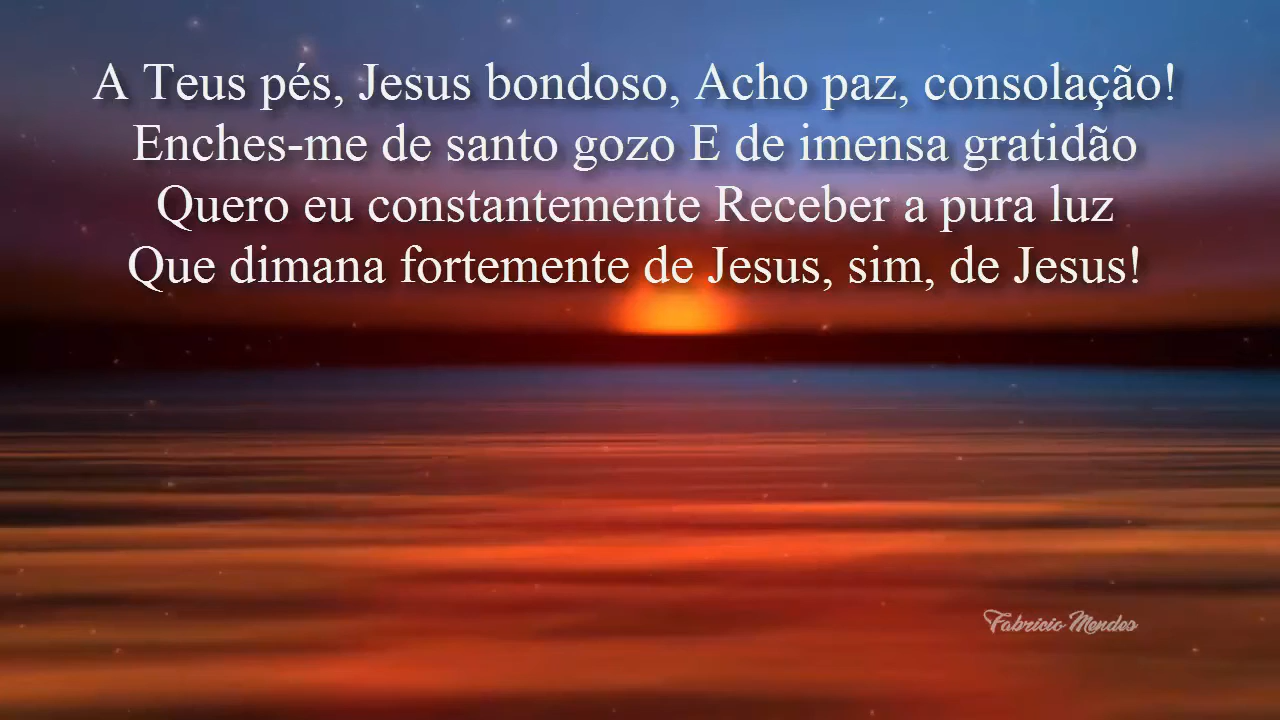 A Teus pés, Jesus bondoso, Acho paz, consolação!
Enches-me de santo gozo E de imensa gratidão
Quero eu constantemente Receber a pura luz
Que dimana fortemente de Jesus, sim, de Jesus!
Fabricio Mendes